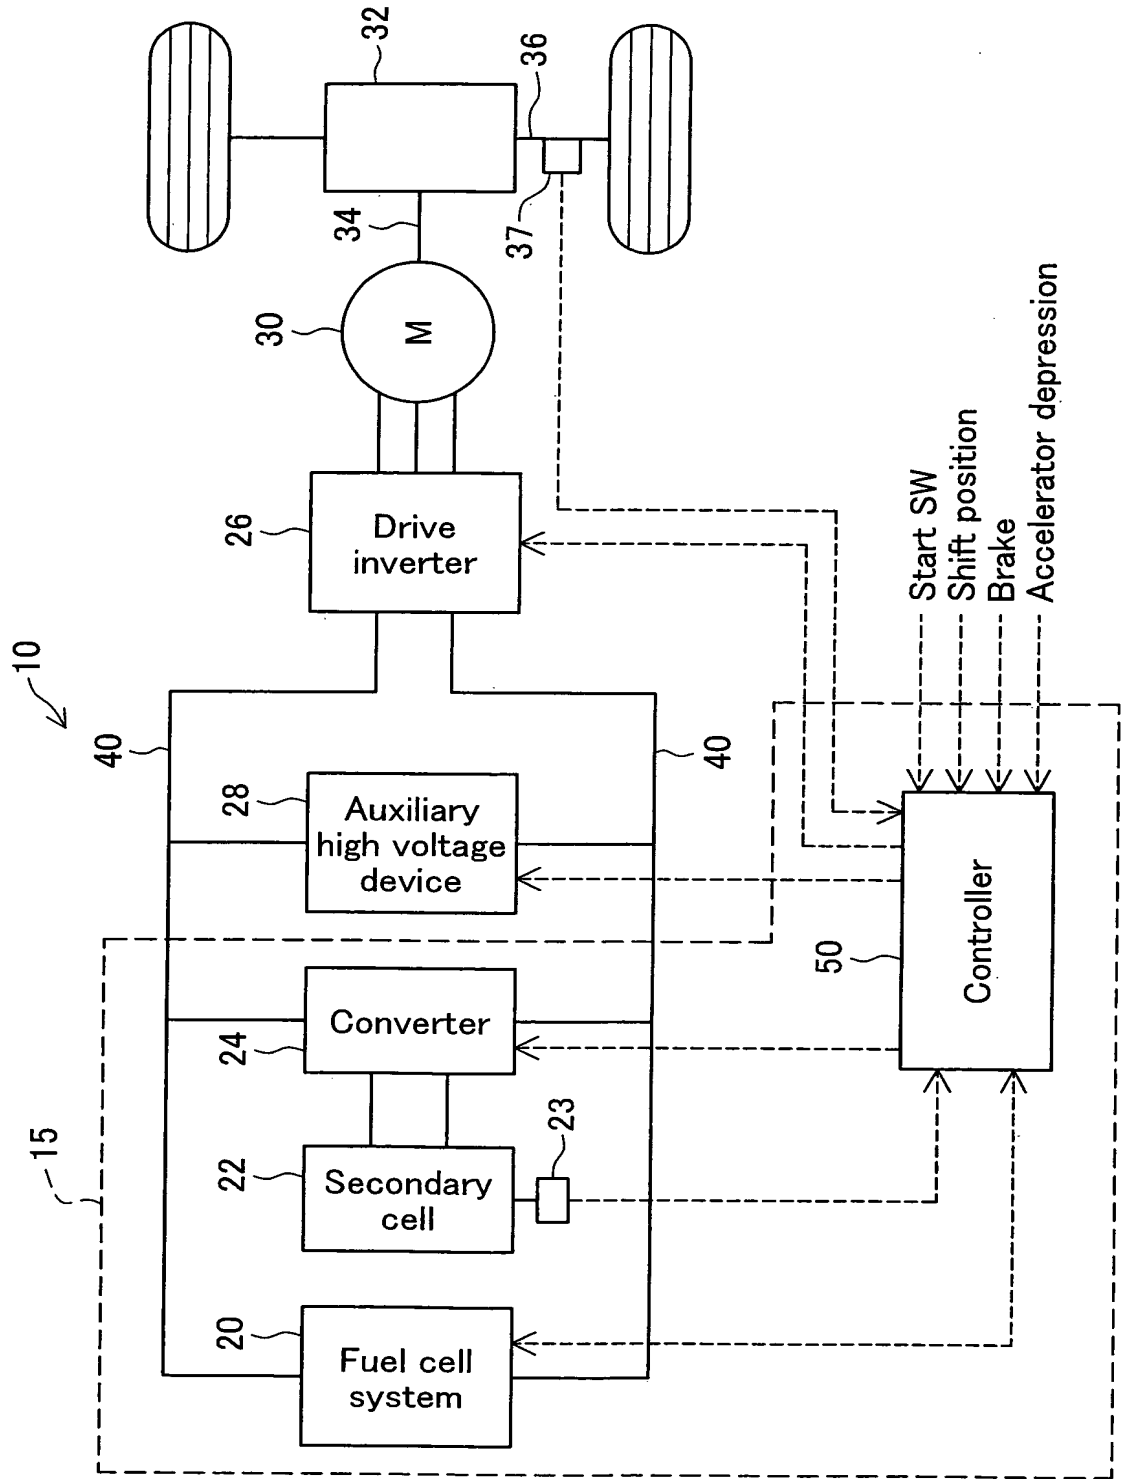 10
15
40
40
20
Fuel cell
system
22
Secondary
cell
23
24
Converter
28
Auxiliary
high voltage
device
26
Drive
inverter
30
M
34
32
36
37
50
Controller
Start SW
Shift position
Brake
Accelerator depression